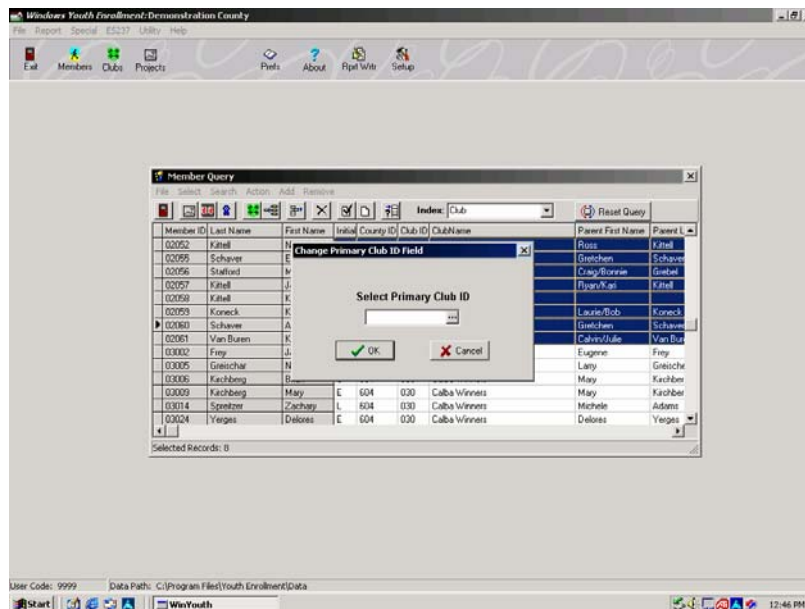 Windows Youth Enrollment: Demonstration County
File Report Special ES237 Utility Help
Exit Members Clubs Projects Prefs About Rpt Wtr Setup
Member Query
File Select Search Action Add Remove
Index: Club Reset Query
Member ID Last Name First Name Initial County ID Club ID ClubName Parent First Name Parent L
02052 Kittell N Ross Kittell
02055 Schaver E Gretchen Schaver
02056 Stafford Craig/Bonnie Griebel
02057 Kittell J Ryan/Kari Kittell
02058 Kittell K
02059 Koneck K Laurie/Bob Koneck
02060 Schaver A Gretchen Schaver
02061 Van Buren K Calvin/Julie Van Bur
03002 Frey J Eugene Frey
03005 Greischar N Larry Greische
03006 Kirchberg Mary Kirchber
03009 Kirchberg Mary E 604 030 Calba Winners Mary Kirchber
03014 Spreitzer Zachary L 604 030 Calba Winners Michele Adams
03024 Yerges Delores E 604 030 Calba Winners Delores Yerges
Change Primary Club ID Field
Select Primary Club ID
...
OK Cancel
Selected Records: 8
User Code: 9999 Data Path: C:\Program Files\Youth Enrollment\Data
Start WinYouth 12:46 PM